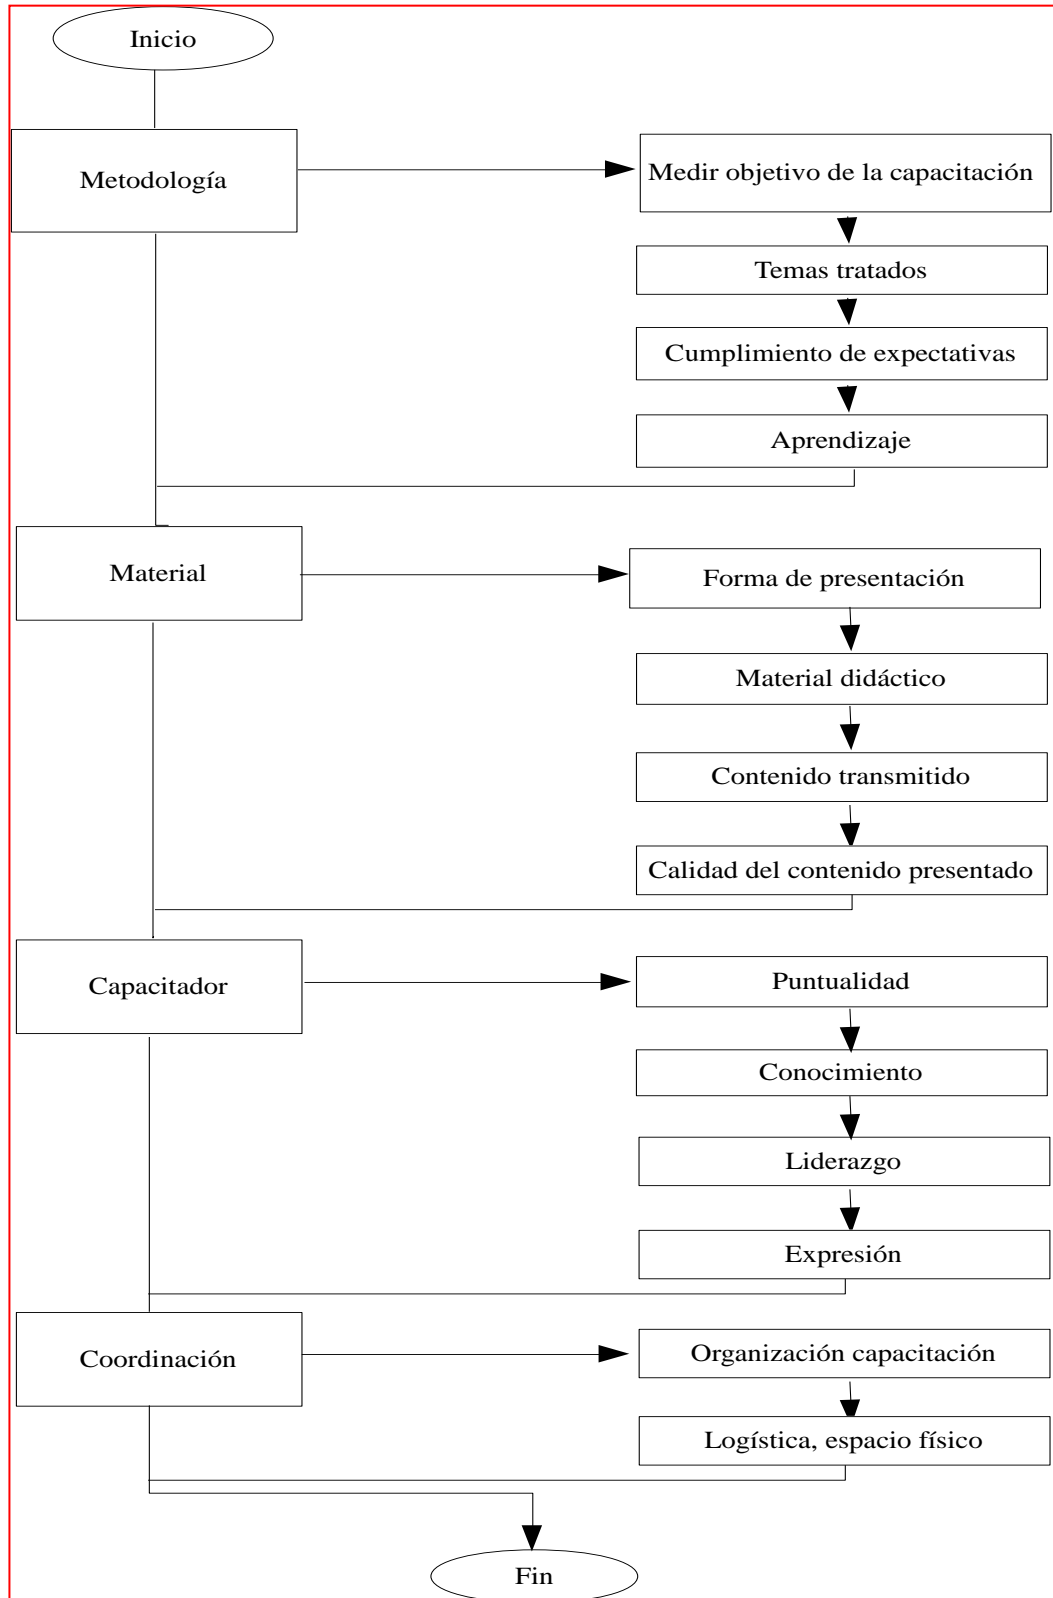 Inicio
Metodología
Medir objetivo de la capacitación
Temas tratados
Cumplimiento de expectativas
Aprendizaje
Material
Forma de presentación
Material didáctico
Contenido transmitido
Calidad del contenido presentado
Capacitador
Puntualidad
Conocimiento
Liderazgo
Expresión
Coordinación
Organización capacitación
Logística, espacio físico
Fin